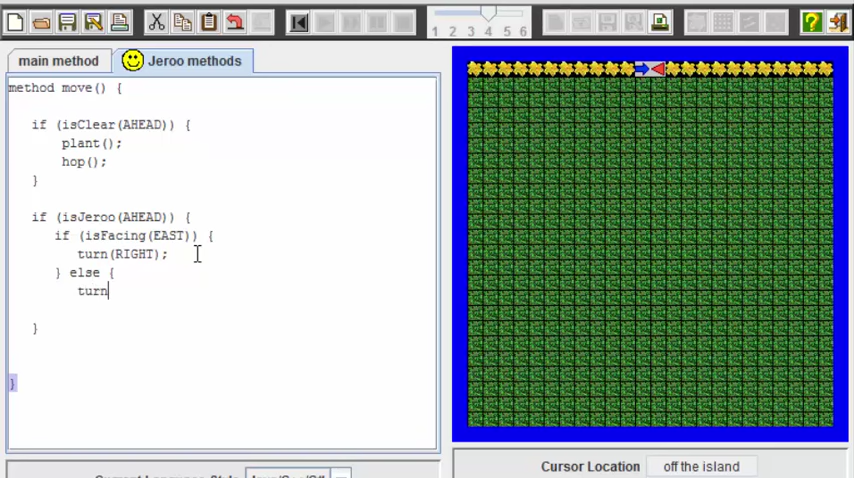 1 2 3 4 5 6
main method
Jeroo methods
method move() {
if (isClear(AHEAD)) {
plant();
hop();
}
if (isJeroo(AHEAD)) {
if (isFacing(EAST)) {
turn(RIGHT);
} else {
turn
}
}
Cursor Location
off the island